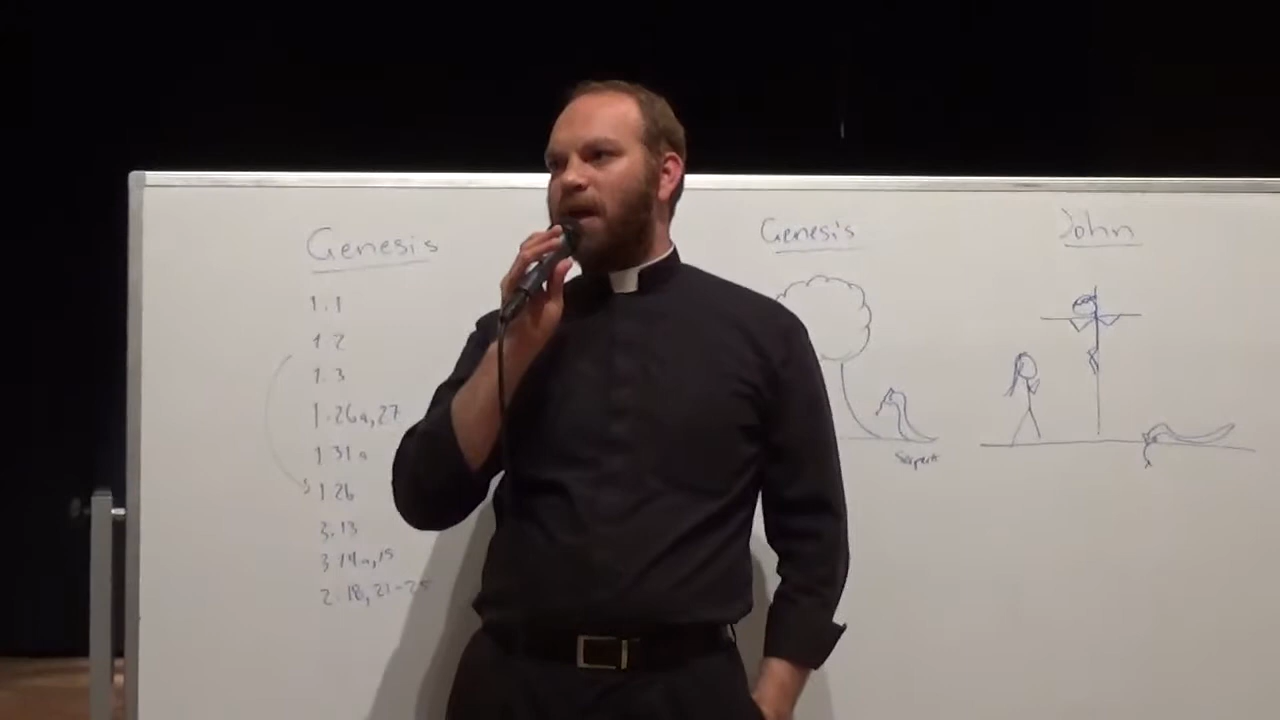 Genesis
1.1
1 2
1.3
1.26a,27
1 31a
1 26
3.13
3 14a,15
2.18,21-25
Genesis
Serpent
John